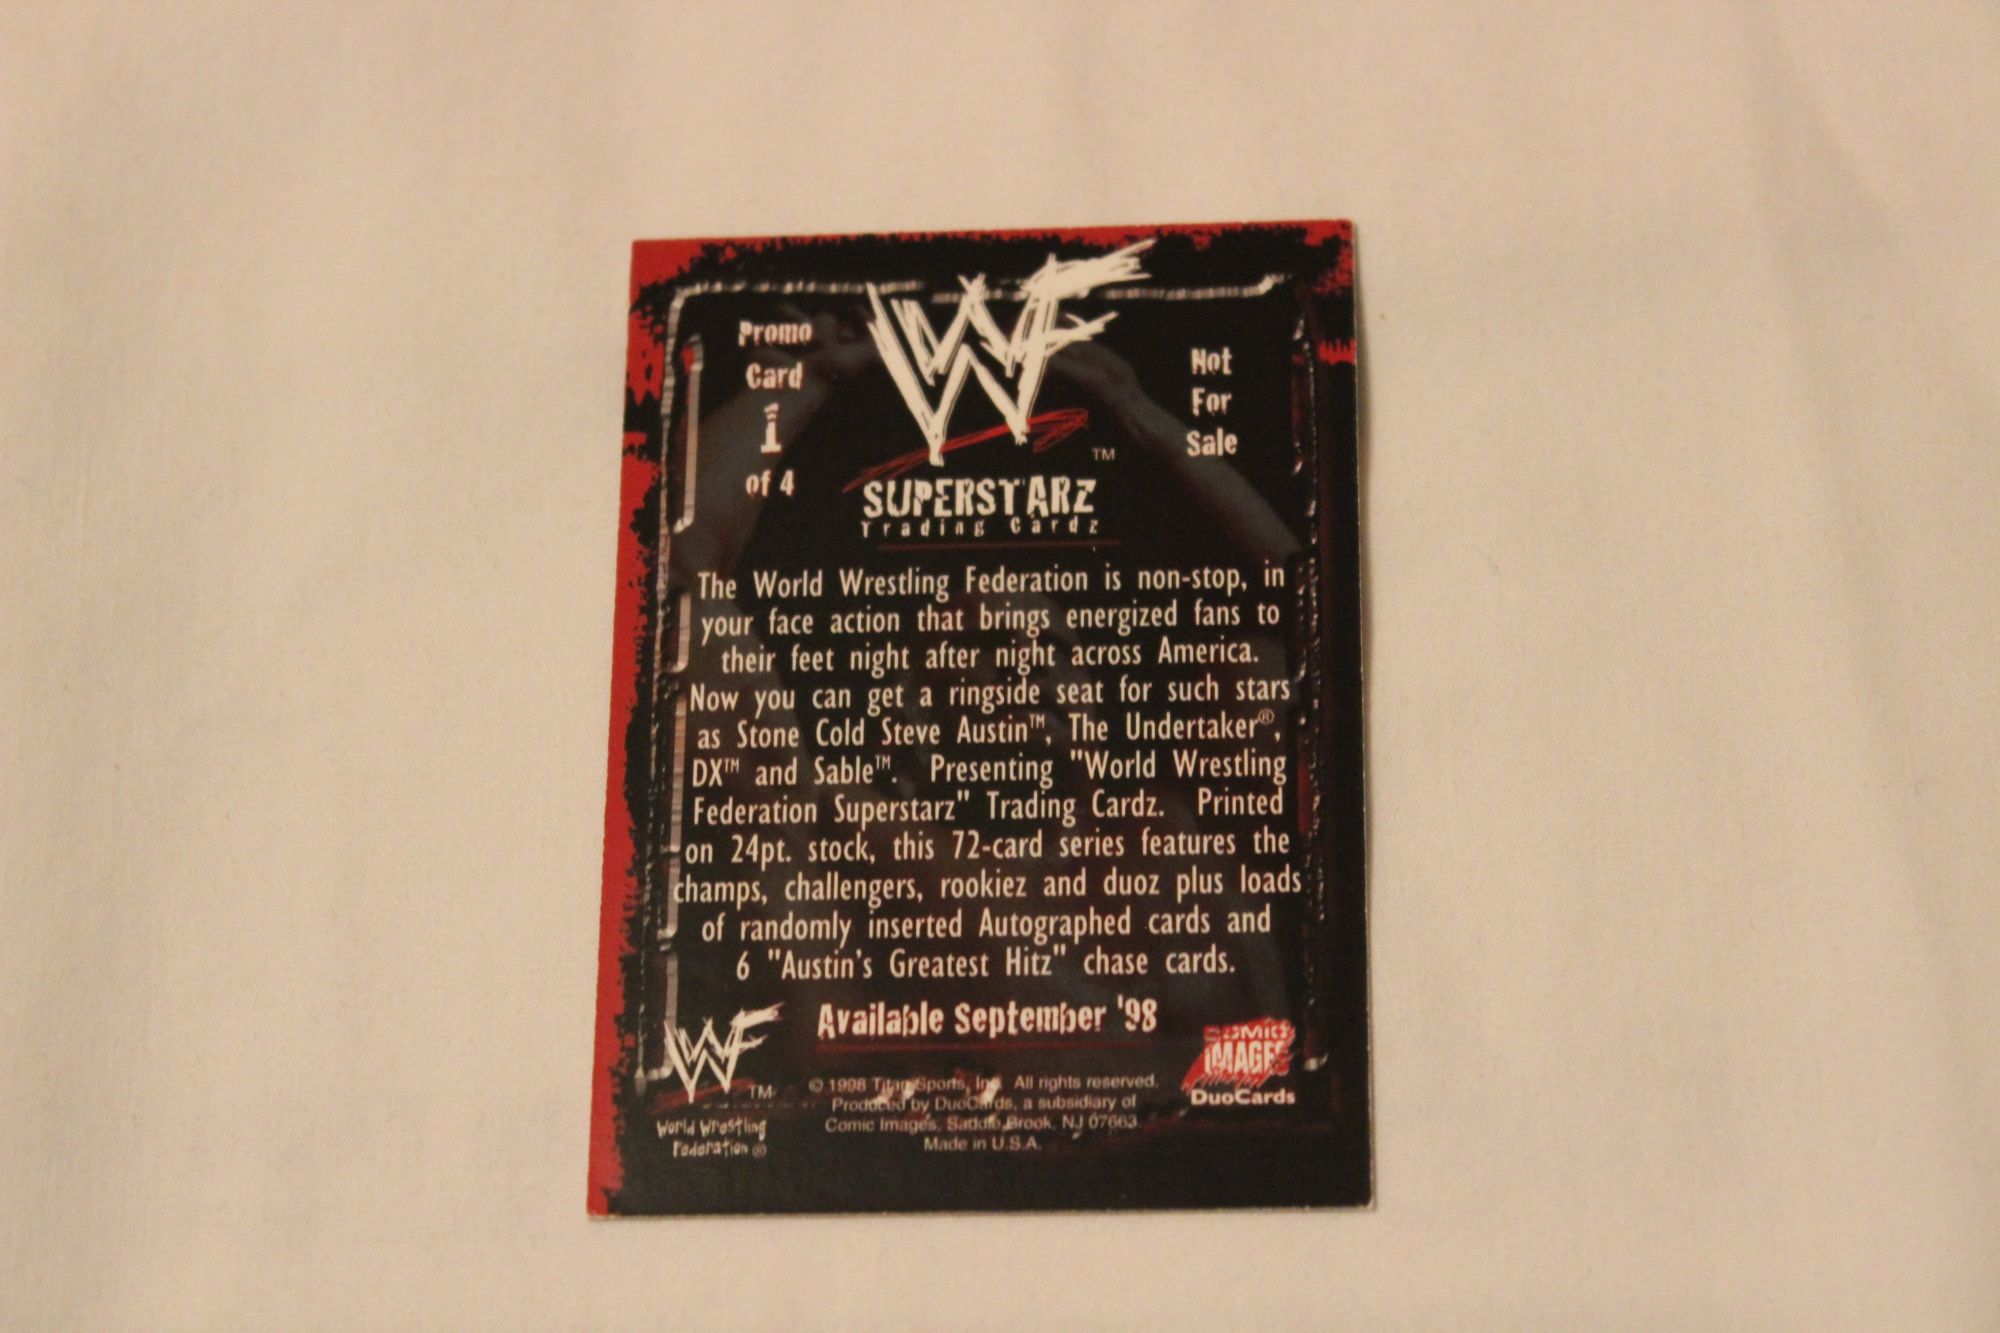 Promo
Card
1
of 4
WF
TM
Not
For
Sale
SUPERSTARZ
Trading Cardz
The World Wrestling Federation is non-stop, in
your face action that brings energized fans to
their feet night after night across America.
Now you can get a ringside seat for such stars
as Stone Cold Steve Austin™, The Undertaker®,
DX™ and Sable™. Presenting "World Wrestling
Federation Superstarz" Trading Cardz. Printed
on 24pt. stock, this 72-card series features the
champs, challengers, rookiez and duoz plus loads
of randomly inserted Autographed cards and
6 "Austin's Greatest Hitz" chase cards.
Available September '98
WF
TM
World Wrestling
Federation ®
© 1998 Titan Sports, Inc. All rights reserved.
Produced by DuoCards, a subsidiary of
Comic Images, Saddle Brook, NJ 07663.
Made in U.S.A.
COMIC
IMAGES
DuoCards